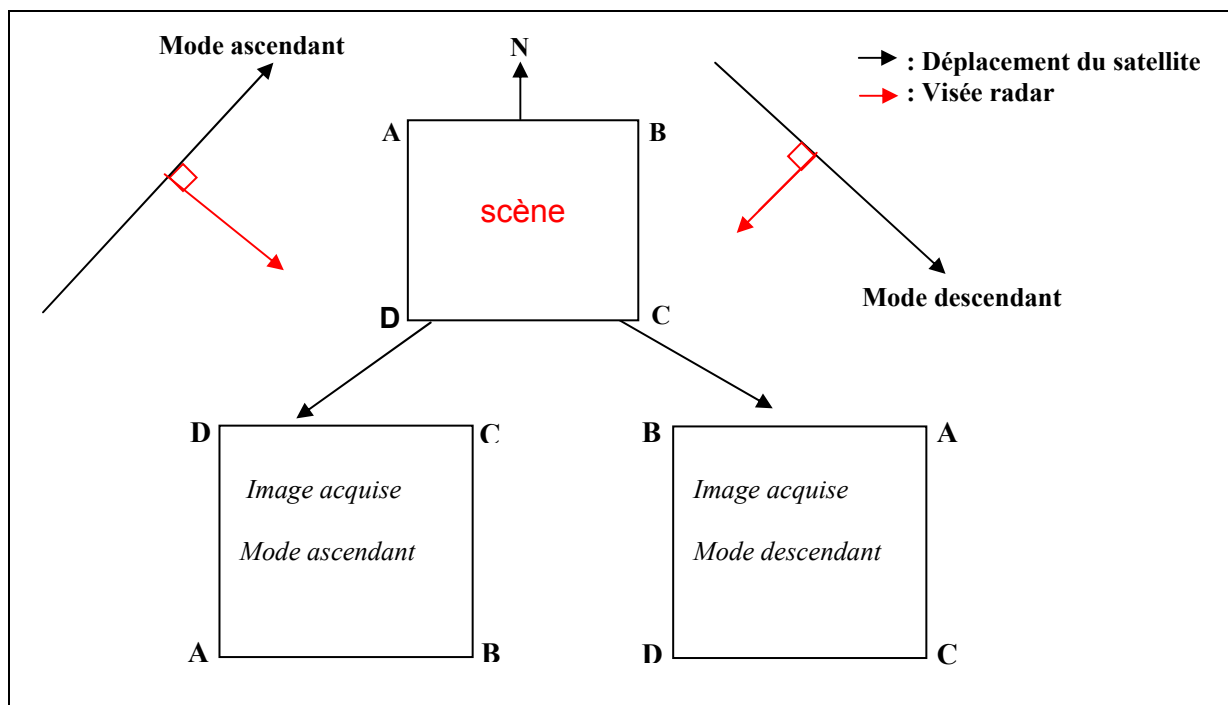 Mode ascendant
N
: Déplacement du satellite
: Visée radar
A
B
scène
Mode descendant
D
C
D
C
B
A
Image acquise
Mode ascendant
Image acquise
Mode descendant
A
B
D
C